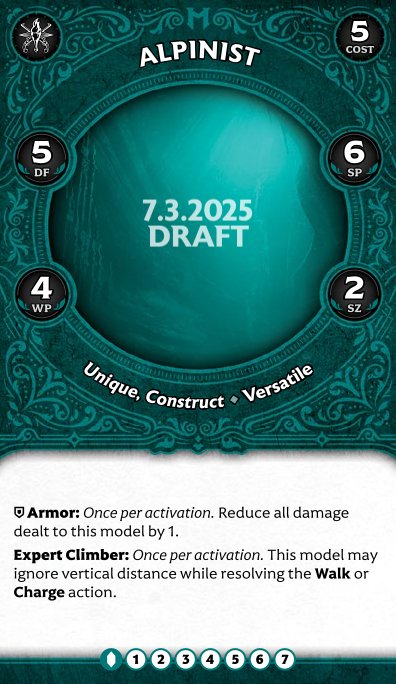 5
COST
ALPINIST
5
DF
6
SP
7.3.2025
DRAFT
4
WP
2
SZ
Unique, Construct ◆ Versatile
Armor: Once per activation. Reduce all damage
dealt to this model by 1.
Expert Climber: Once per activation. This model may
ignore vertical distance while resolving the Walk or
Charge action.
1 2 3 4 5 6 7